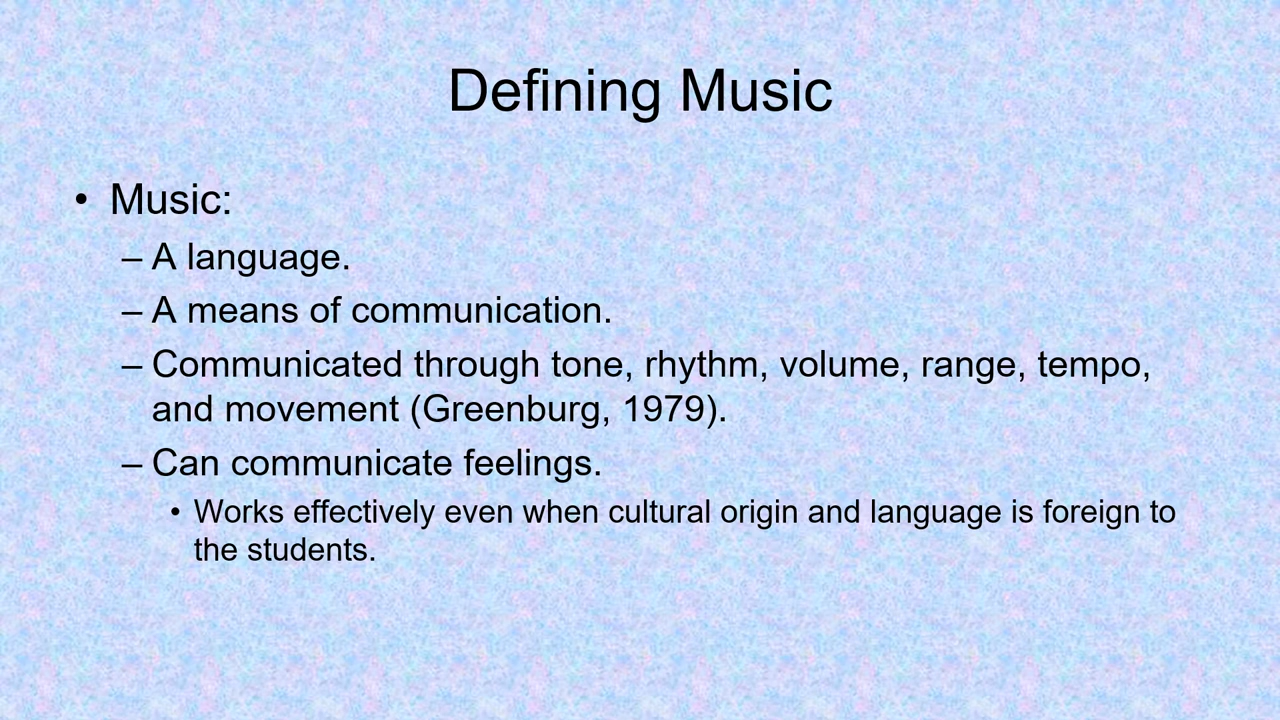 Defining Music
• Music:
– A language.
– A means of communication.
– Communicated through tone, rhythm, volume, range, tempo,
and movement (Greenburg, 1979).
– Can communicate feelings.
• Works effectively even when cultural origin and language is foreign to
the students.